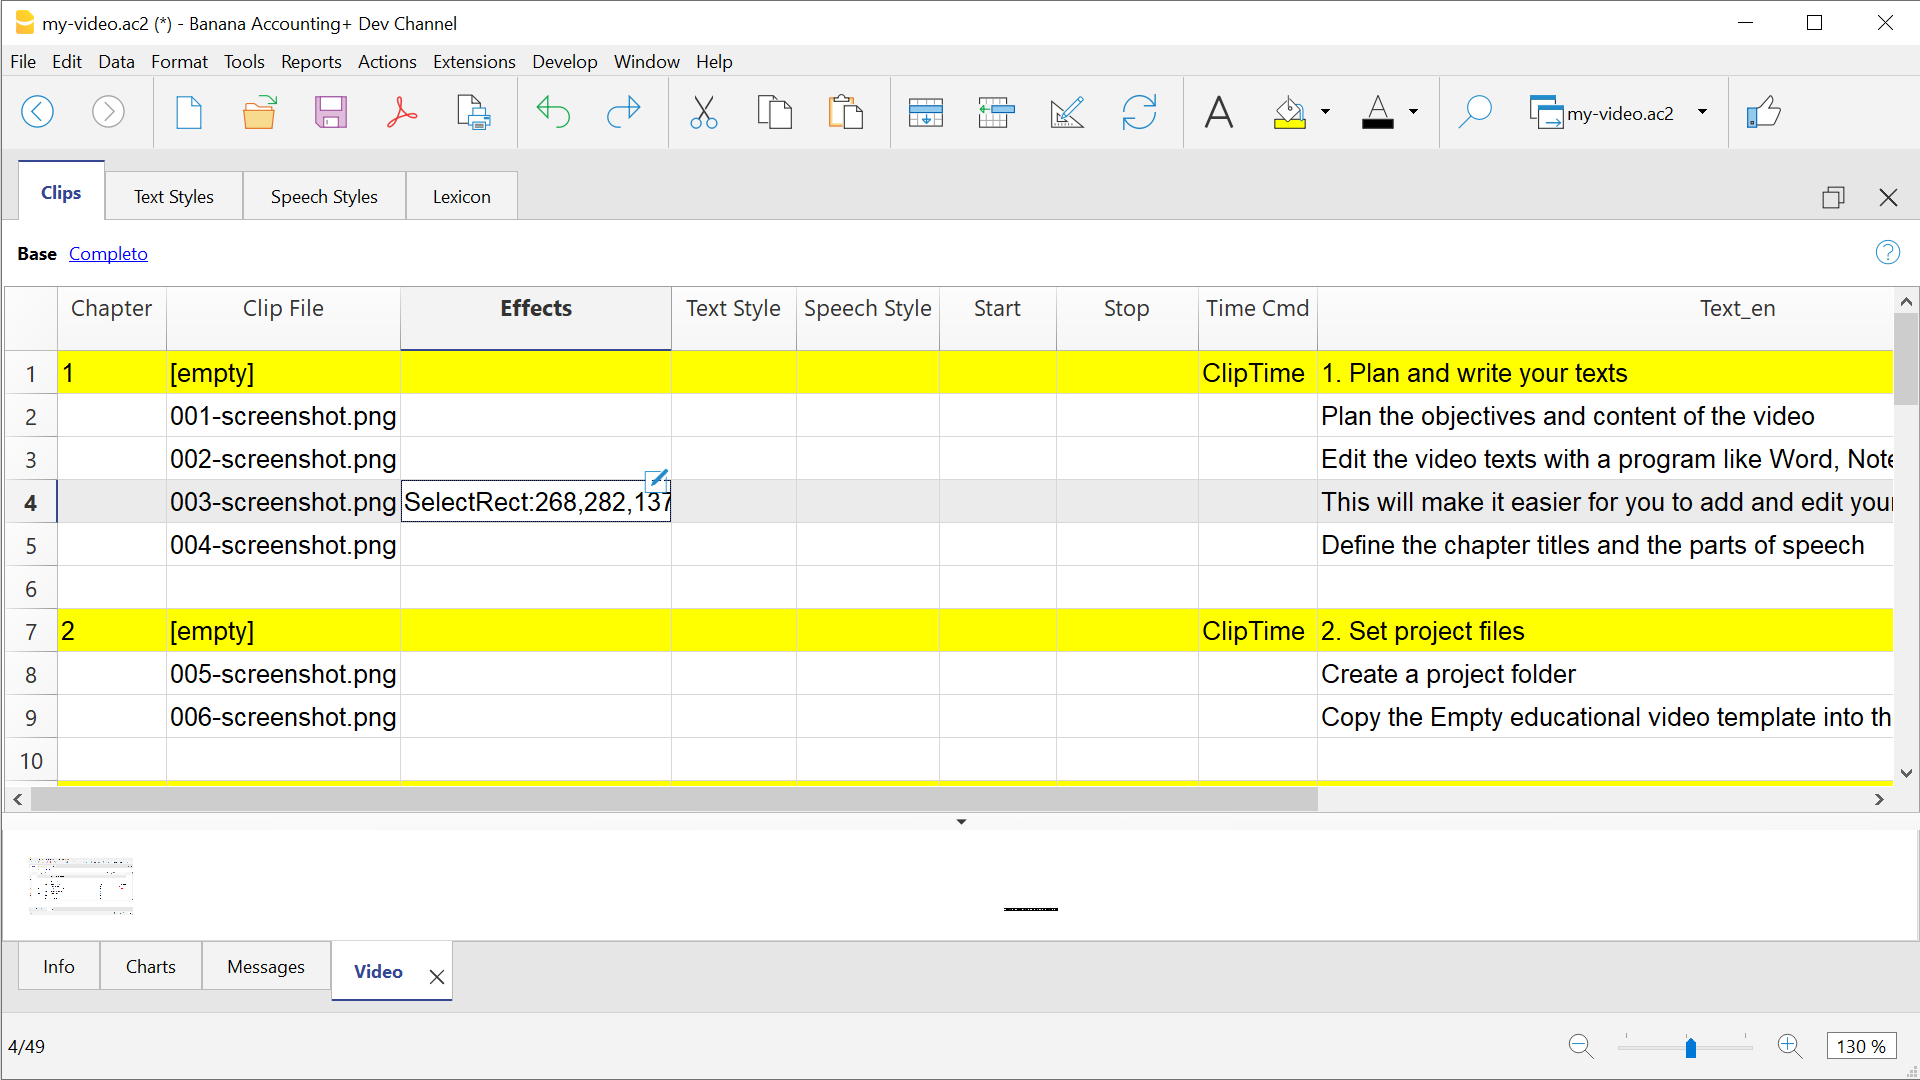 my-video.ac2 (*) - Banana Accounting+ Dev Channel
File Edit Data Format Tools Reports Actions Extensions Develop Window Help
my-video.ac2
Clips Text Styles Speech Styles Lexicon
Base Completo
Chapter Clip File Effects Text Style Speech Style Start Stop Time Cmd Text_en
1 1 [empty] ClipTime 1. Plan and write your texts
2 001-screenshot.png Plan the objectives and content of the video
3 002-screenshot.png Edit the video texts with a program like Word, Note
4 003-screenshot.png SelectRect:268,282,137 This will make it easier for you to add and edit your
5 004-screenshot.png Define the chapter titles and the parts of speech
6
7 2 [empty] ClipTime 2. Set project files
8 005-screenshot.png Create a project folder
9 006-screenshot.png Copy the Empty educational video template into th
10
Info Charts Messages Video
4/49
130 %